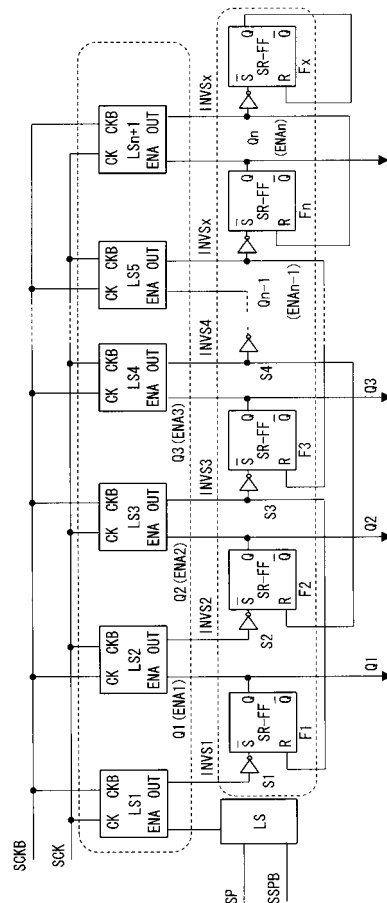 SCKB
SCK
CK CKB
LS1
ENA OUT
CK CKB
LS2
ENA OUT
CK CKB
LS3
ENA OUT
CK CKB
LS4
ENA OUT
CK CKB
LS5
ENA OUT
CK CKB
LSn+1
ENA OUT
Q1(ENA1)
Q2(ENA2)
Q3(ENA3)
INVS1
INVS2
INVS3
INVS4
INVSx
INVSx
LS
SP
SSPB
S1
S2
S3
S4
Qn-1
(ENAn-1)
Qn
(ENAn)
S̅ Q
SR-FF
R Q̅
F1
S̅ Q
SR-FF
R Q̅
F2
S̅ Q
SR-FF
R Q̅
F3
S̅ Q
SR-FF
R Q̅
Fn
S̅ Q
SR-FF
R Q̅
Fx
Q1
Q2
Q3